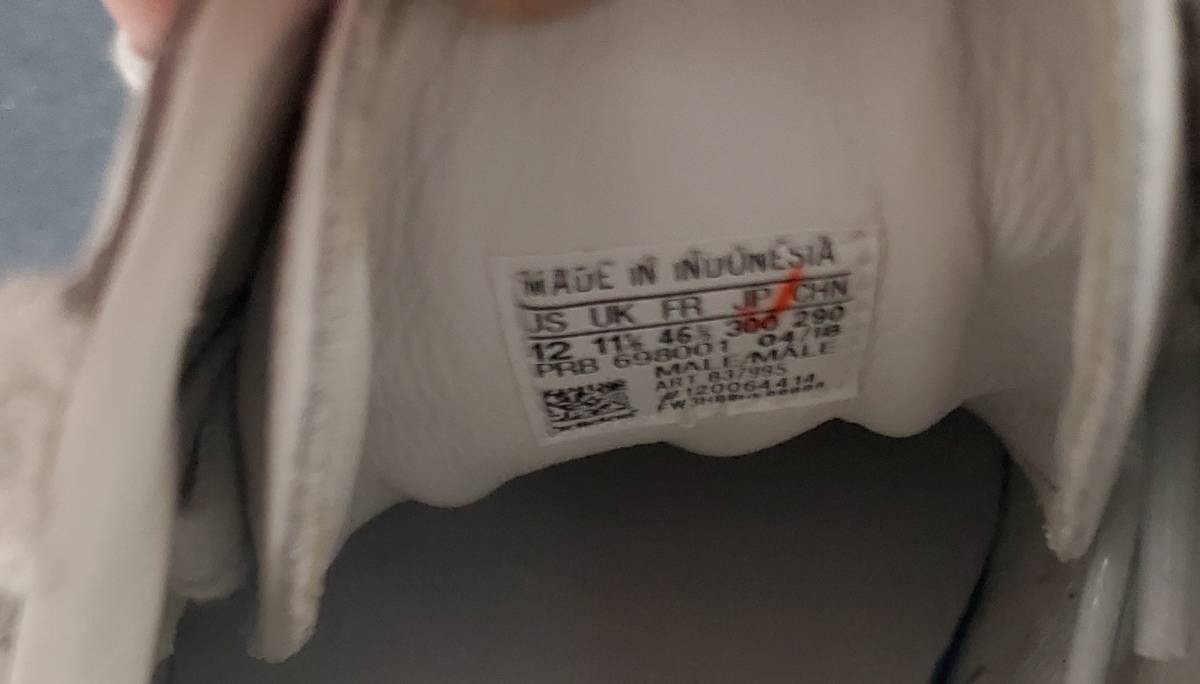 MADE IN INDONESIA
US UK FR JP CHN
12 11½ 46⅔ 300 290
PRB 698001 04/18
MALE/MALE
ART B37995
#120064414